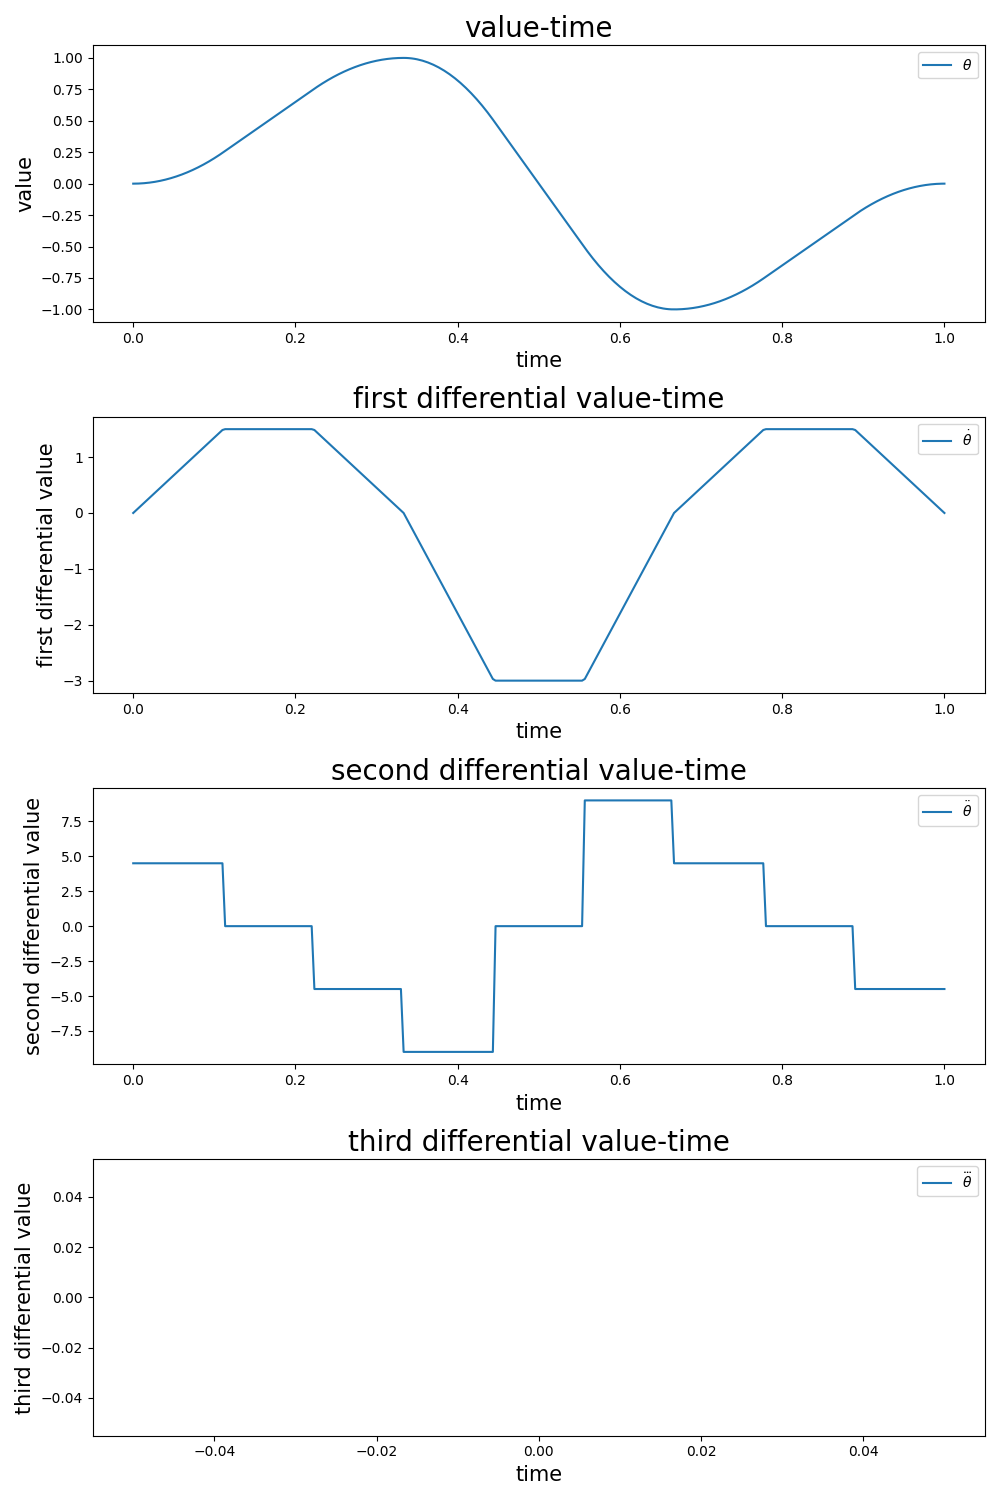 value-time
θ
value
1.00
0.75
0.50
0.25
0.00
−0.25
−0.50
−0.75
−1.00
0.0 0.2 0.4 0.6 0.8 1.0
time
first differential value-time
θ̇
first differential value
1
0
−1
−2
−3
0.0 0.2 0.4 0.6 0.8 1.0
time
second differential value-time
θ̈
second differential value
7.5
5.0
2.5
0.0
−2.5
−5.0
−7.5
0.0 0.2 0.4 0.6 0.8 1.0
time
third differential value-time
θ⃛
third differential value
0.04
0.02
0.00
−0.02
−0.04
−0.04 −0.02 0.00 0.02 0.04
time